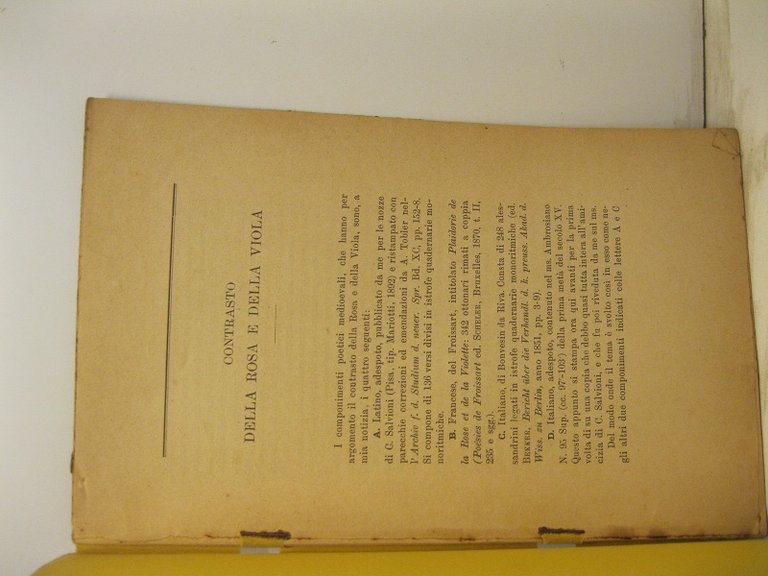 CONTRASTO
DELLA ROSA E DELLA VIOLA
I componimenti poetici medioevali, che hanno per
argomento il contrasto della Rosa e della Viola, sono, a
mia notizia, i quattro seguenti:
A. Latino, adespoto, pubblicato da me per le nozze
di C. Salvioni (Pisa, tip. Mariotti, 1892) e ristampato con
parecchie correzioni ed emendazioni da A. Tobler nel-
l'Archiv f. d. Studium d. neuer. Spr. Bd. XC, pp. 152-8.
Si compone di 136 versi divisi in istrofe quadernarie mo-
noritmiche.
B. Francese, del Froissart, intitolato Plaidorie de
la Rose et de la Violette: 342 ottonari rimati a coppia
(Poésies de Froissart ed. SCHELER, Bruxelles, 1870, t. II,
235 e sgg.).
C. Italiano, di Bonvesin da Riva Consta di 248 ales-
sandrini legati in istrofe quadernarie monoritmiche (ed.
BEKKER, Bericht über die Verhandl. d. k. preuss. Akad. d.
Wiss. zu Berlin, anno 1851, pp. 3-9).
D. Italiano, adespoto, contenuto nel ms. Ambrosiano
N. 95 Sup. (cc. 97-103) della prima metà del secolo XV.
Questo appunto si stampa ora qui avanti per la prima
volta di su una copia che debbo quasi tutta intera all'ami-
cizia di C. Salvioni, e che fu poi riveduta da me sul ms.
Del modo onde il tema è svolto così in esso come ne-
gli altri due componimenti indicati colle lettere A e C